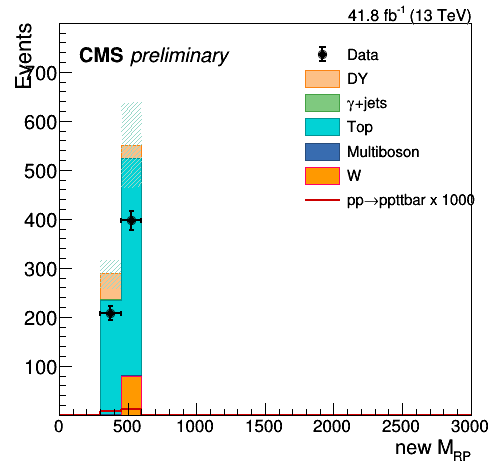 41.8 fb⁻¹ (13 TeV)
Events
CMS preliminary
Data
DY
γ+jets
Top
Multiboson
W
pp→ppttbar x 1000
700
600
500
400
300
200
100
0 500 1000 1500 2000 2500 3000
new M_RP